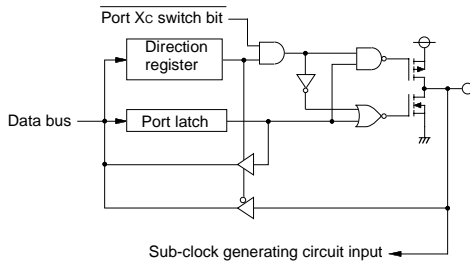 Port Xc switch bit
Direction
register
Data bus
Port latch
Sub-clock generating circuit input